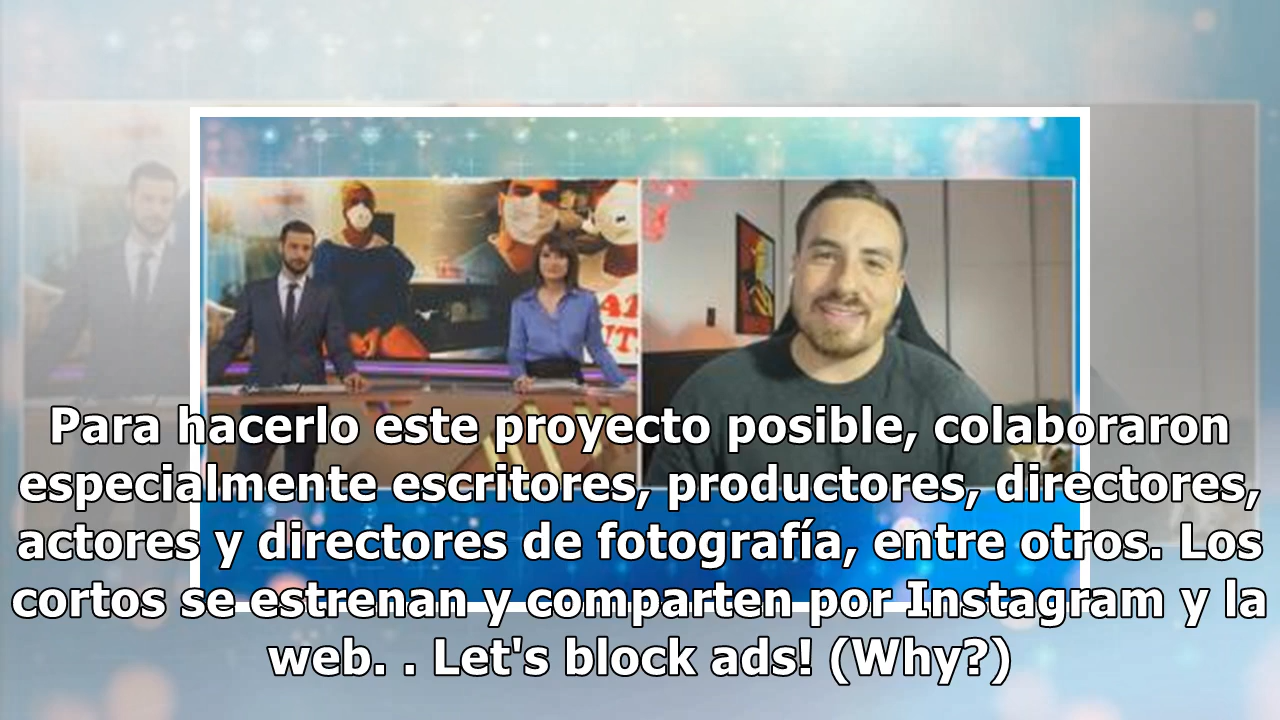 Para hacerlo este proyecto posible, colaboraron
especialmente escritores, productores, directores,
actores y directores de fotografía, entre otros. Los
cortos se estrenan y comparten por Instagram y la
web. . Let's block ads! (Why?)